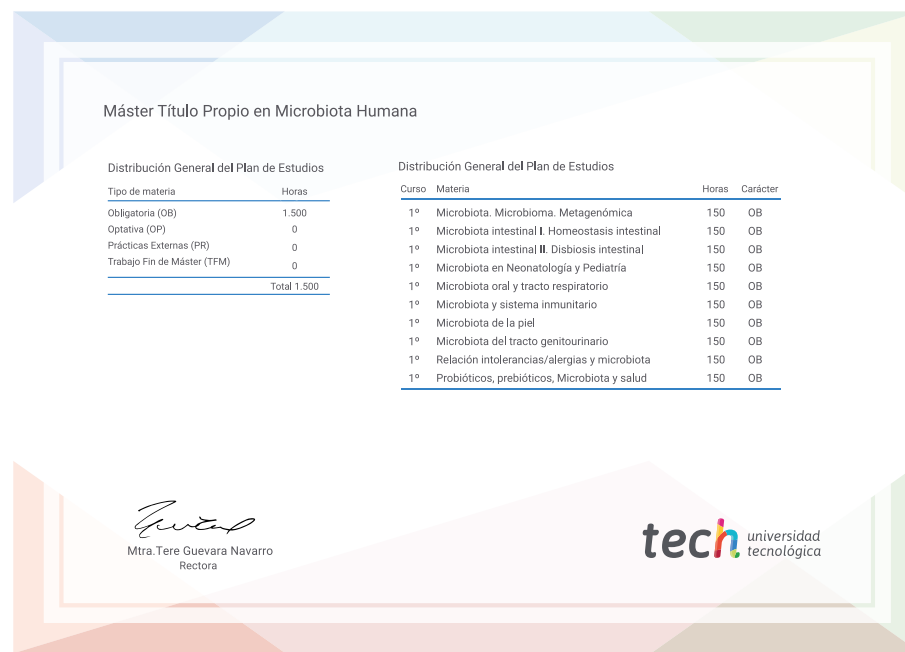 Máster Título Propio en Microbiota Humana
Distribución General del Plan de Estudios
Tipo de materia Horas
Obligatoria (OB) 1.500
Optativa (OP) 0
Prácticas Externas (PR) 0
Trabajo Fin de Máster (TFM) 0
Total 1.500
Distribución General del Plan de Estudios
Curso Materia Horas Carácter
1º Microbiota. Microbioma. Metagenómica 150 OB
1º Microbiota intestinal I. Homeostasis intestinal 150 OB
1º Microbiota intestinal II. Disbiosis intestinal 150 OB
1º Microbiota en Neonatología y Pediatría 150 OB
1º Microbiota oral y tracto respiratorio 150 OB
1º Microbiota y sistema inmunitario 150 OB
1º Microbiota de la piel 150 OB
1º Microbiota del tracto genitourinario 150 OB
1º Relación intolerancias/alergias y microbiota 150 OB
1º Probióticos, prebióticos, Microbiota y salud 150 OB
Mtra.Tere Guevara Navarro
Rectora
tech universidad
tecnológica